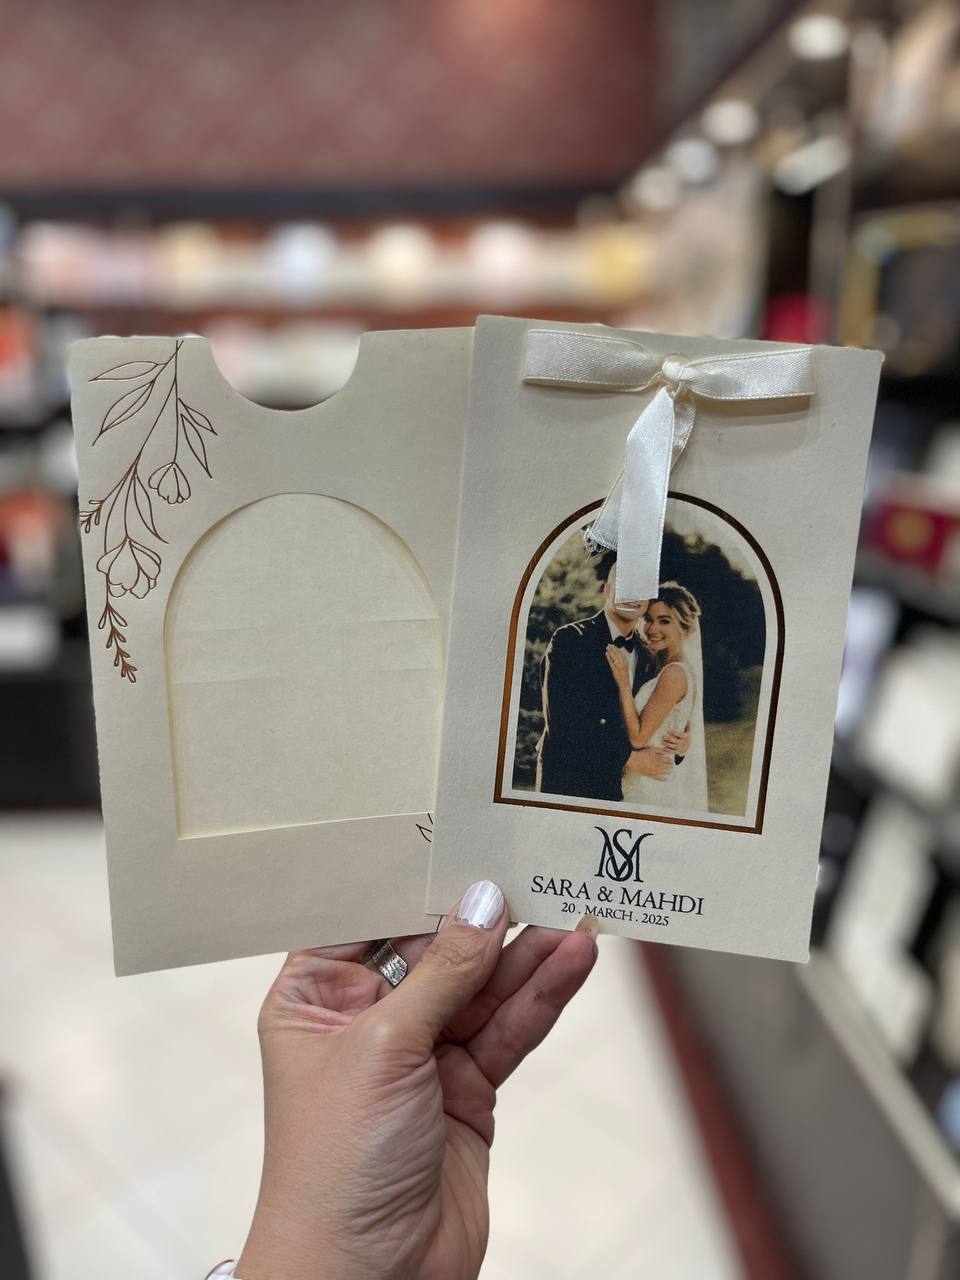 SM
SARA & MAHDI
20 . MARCH . 2025